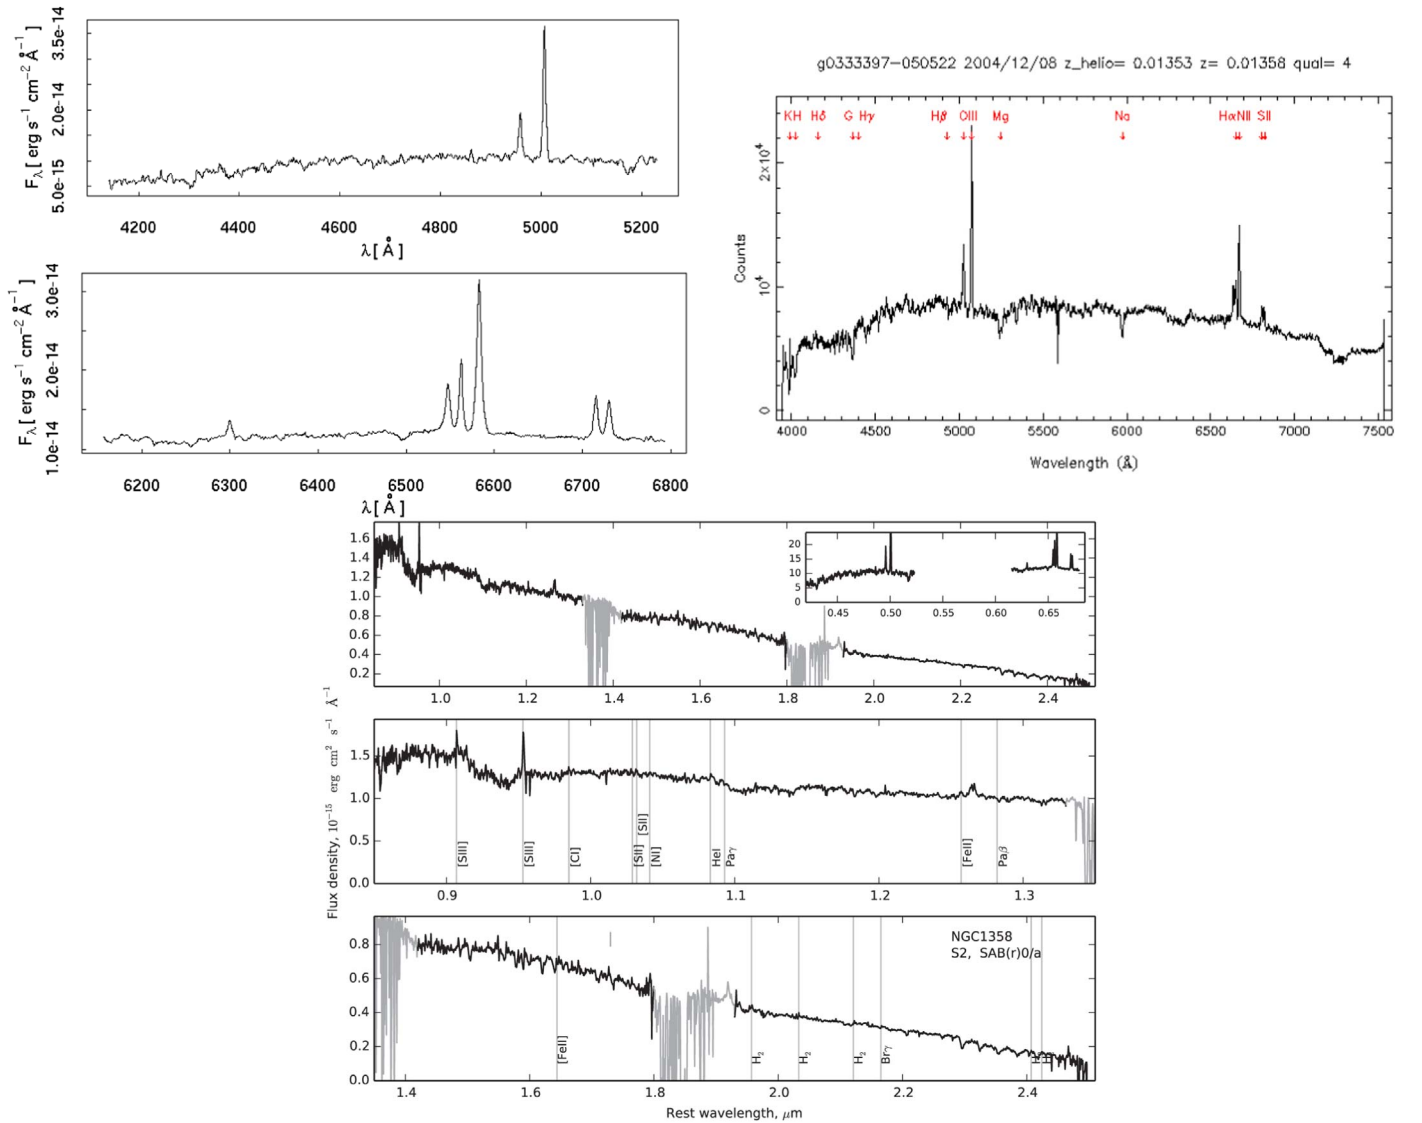 F_λ [ erg s⁻¹ cm⁻² Å⁻¹ ]
3.5e-14
2.0e-14
5.0e-15
4200 4400 4600 4800 5000 5200
λ [ Å ]
F_λ [ erg s⁻¹ cm⁻² Å⁻¹ ]
3.0e-14
2.0e-14
1.0e-14
6200 6300 6400 6500 6600 6700 6800
λ [ Å ]
g0333397-050522 2004/12/08 z_helio= 0.01353 z= 0.01358 qual= 4
KH Hδ G Hγ Hβ OIII Mg Na HαNII SII
Counts
2×10⁴
10⁴
0
4000 4500 5000 5500 6000 6500 7000 7500
Wavelength (Å)
1.6
1.4
1.2
1.0
0.8
0.6
0.4
0.2
1.0 1.2 1.4 1.6 1.8 2.0 2.2 2.4
20
15
10
5
0
0.45 0.50 0.55 0.60 0.65
Flux density, 10⁻¹⁵ erg cm² s⁻¹ Å⁻¹
1.5
1.0
0.5
0.0
[SIII] [SIII] [CI] [SII] [SII] [NI] HeI Paγ [FeII] Paβ
0.9 1.0 1.1 1.2 1.3
NGC1358
S2, SAB(r)0/a
0.8
0.6
0.4
0.2
0.0
[FeII] H₂ H₂ H₂ Brγ
1.4 1.6 1.8 2.0 2.2 2.4
Rest wavelength, μm